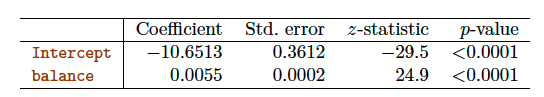 Coefficient Std. error z-statistic p-value
Intercept −10.6513 0.3612 −29.5 <0.0001
balance 0.0055 0.0002 24.9 <0.0001